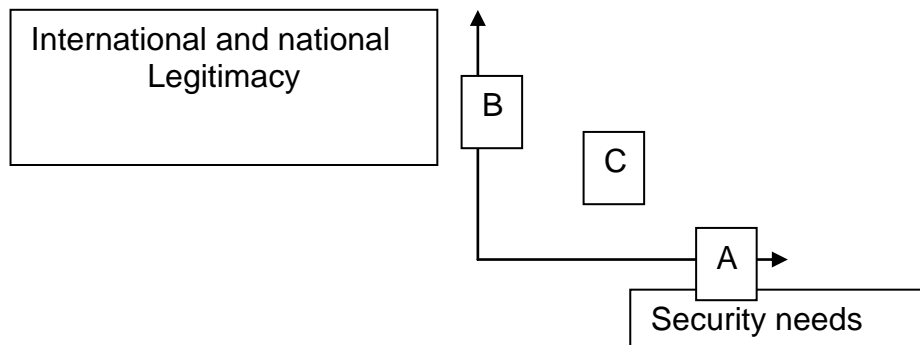 International and national
Legitimacy
B
C
A
Security needs